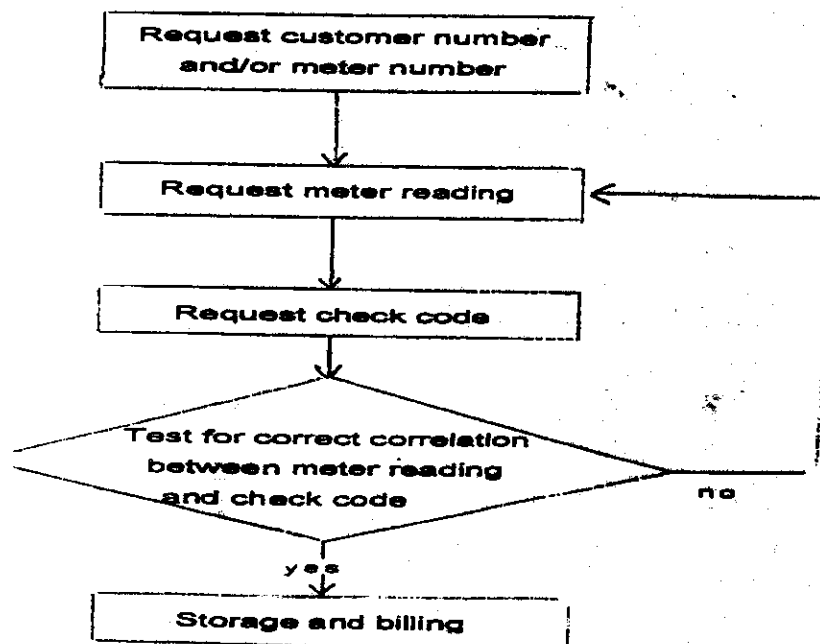 Request customer number
and/or meter number
Request meter reading
Request check code
Test for correct correlation
between meter reading
and check code
no
yes
Storage and billing